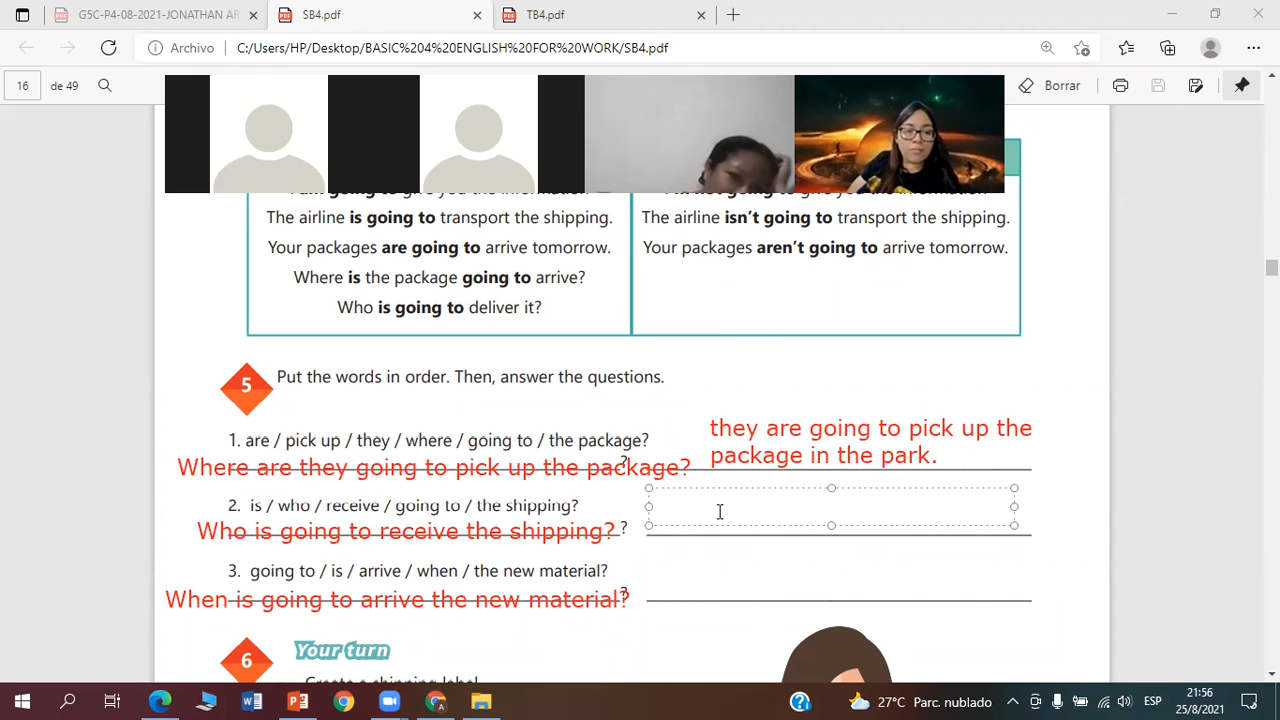 G5C-P4-08-2021-JONATHAN AR
SB4.pdf
TB4.pdf
Archivo
C:/Users/HP/Desktop/BASIC%204%20ENGLISH%20FOR%20WORK/SB4.pdf
16
de 49
Borrar
The airline is going to transport the shipping.
The airline isn't going to transport the shipping.
Your packages are going to arrive tomorrow.
Your packages aren't going to arrive tomorrow.
Where is the package going to arrive?
Who is going to deliver it?
5
Put the words in order. Then, answer the questions.
1. are / pick up / they / where / going to / the package?
they are going to pick up the
package in the park.
Where are they going to pick up the package?
?
2. is / who / receive / going to / the shipping?
Who is going to receive the shipping?
?
3. going to / is / arrive / when / the new material?
When is going to arrive the new material?
?
6
Your turn
27°C Parc. nublado
ESP
21:56
25/8/2021